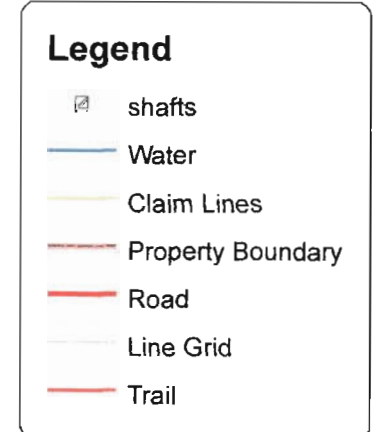 Legend
shafts
Water
Claim Lines
Property Boundary
Road
Line Grid
Trail